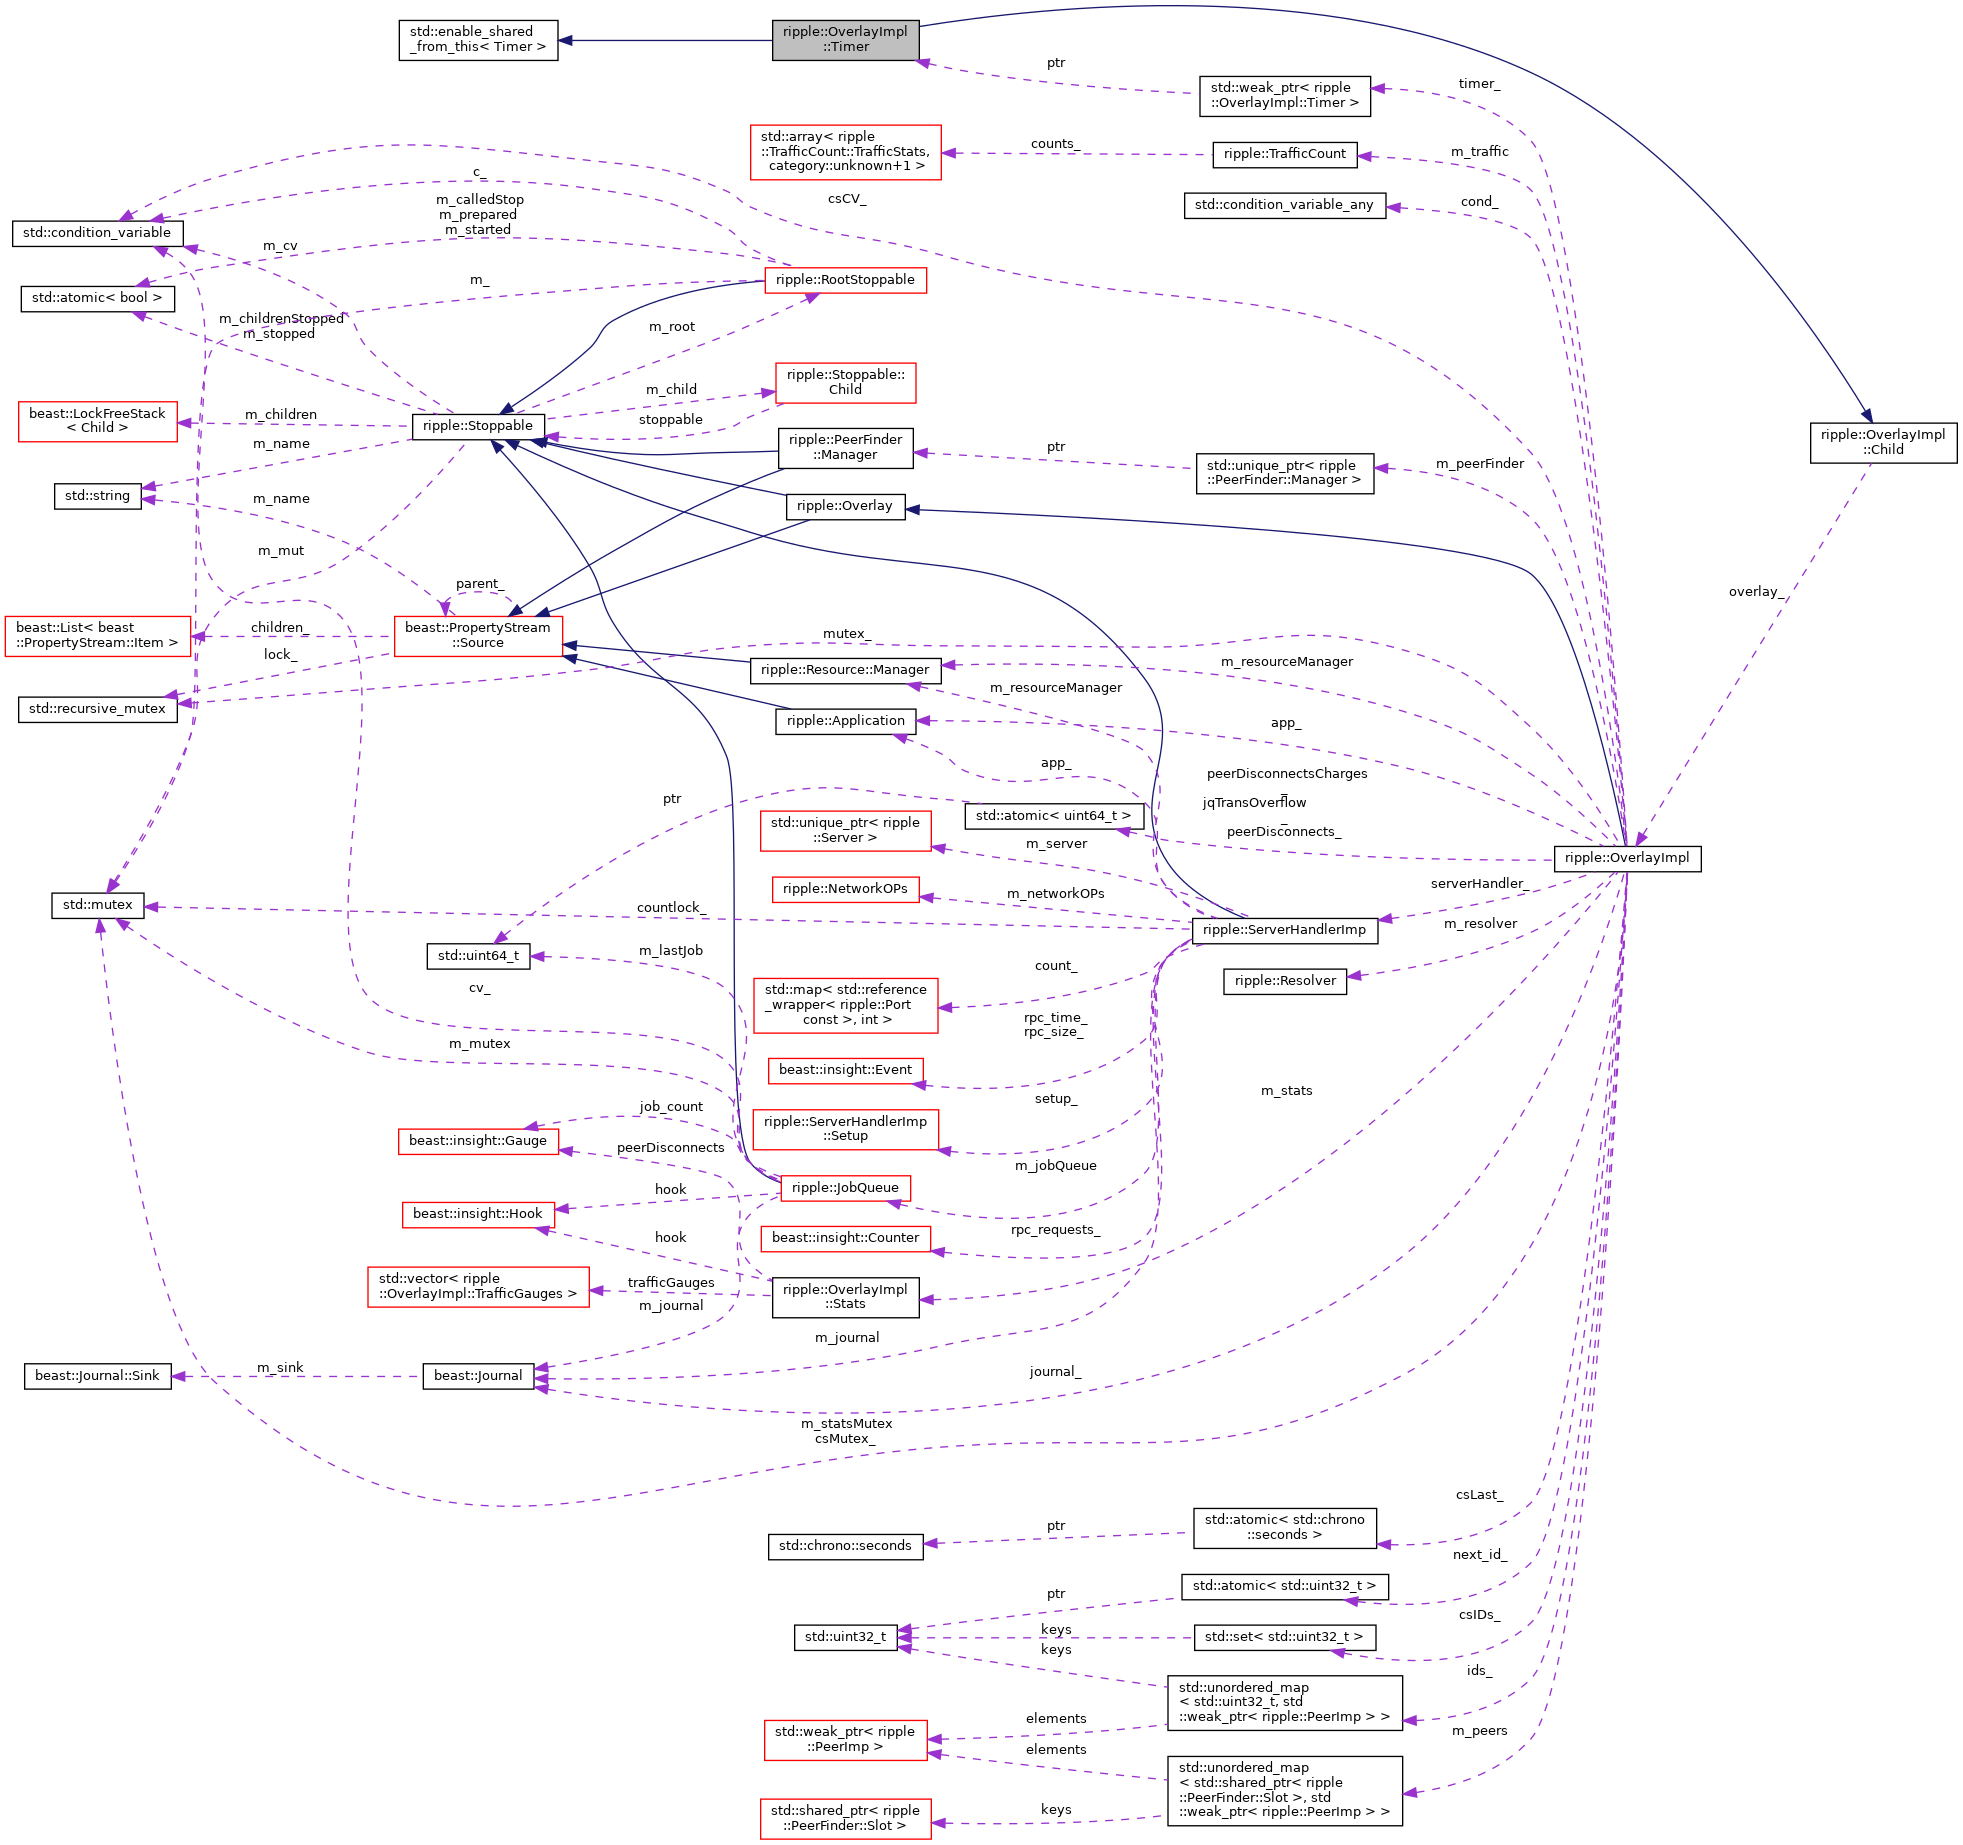 std::enable_shared
_from_this< Timer >
ripple::OverlayImpl
::Timer
ptr
std::weak_ptr< ripple
::OverlayImpl::Timer >
timer_
std::array< ripple
::TrafficCount::TrafficStats,
category::unknown+1 >
counts_
ripple::TrafficCount
m_traffic
c_
csCV_
std::condition_variable_any
cond_
m_calledStop
m_prepared
m_started
std::condition_variable
m_cv
std::atomic< bool >
m_
ripple::RootStoppable
m_childrenStopped
m_stopped
m_root
ripple::Stoppable::
Child
m_child
stoppable
beast::LockFreeStack
< Child >
m_children
ripple::Stoppable
m_name
ripple::PeerFinder
::Manager
ptr
std::unique_ptr< ripple
::PeerFinder::Manager >
m_peerFinder
ripple::OverlayImpl
::Child
std::string
m_name
ripple::Overlay
m_mut
parent_
overlay_
beast::List< beast
::PropertyStream::Item >
children_
beast::PropertyStream
::Source
mutex_
lock_
ripple::Resource::Manager
m_resourceManager
m_resourceManager
std::recursive_mutex
ripple::Application
app_
app_
ptr
std::atomic< uint64_t >
peerDisconnectsCharges
_
jqTransOverflow
_
peerDisconnects_
std::unique_ptr< ripple
::Server >
m_server
ripple::OverlayImpl
ripple::NetworkOPs
m_networkOPs
serverHandler_
std::mutex
countlock_
ripple::ServerHandlerImp
m_resolver
std::uint64_t
m_lastJob
ripple::Resolver
cv_
std::map< std::reference
_wrapper< ripple::Port
const >, int >
count_
rpc_time_
rpc_size_
m_mutex
beast::insight::Event
m_stats
setup_
job_count
ripple::ServerHandlerImp
::Setup
beast::insight::Gauge
peerDisconnects
m_jobQueue
ripple::JobQueue
hook
beast::insight::Hook
hook
beast::insight::Counter
rpc_requests_
std::vector< ripple
::OverlayImpl::TrafficGauges >
trafficGauges
m_journal
ripple::OverlayImpl
::Stats
m_journal
beast::Journal::Sink
m_sink
beast::Journal
journal_
m_statsMutex
csMutex_
csLast_
std::chrono::seconds
ptr
std::atomic< std::chrono
::seconds >
next_id_
ptr
std::atomic< std::uint32_t >
std::uint32_t
keys
std::set< std::uint32_t >
csIDs_
keys
std::unordered_map
< std::uint32_t, std
::weak_ptr< ripple::PeerImp > >
ids_
std::weak_ptr< ripple
::PeerImp >
elements
elements
m_peers
std::unordered_map
< std::shared_ptr< ripple
::PeerFinder::Slot >, std
::weak_ptr< ripple::PeerImp > >
std::shared_ptr< ripple
::PeerFinder::Slot >
keys